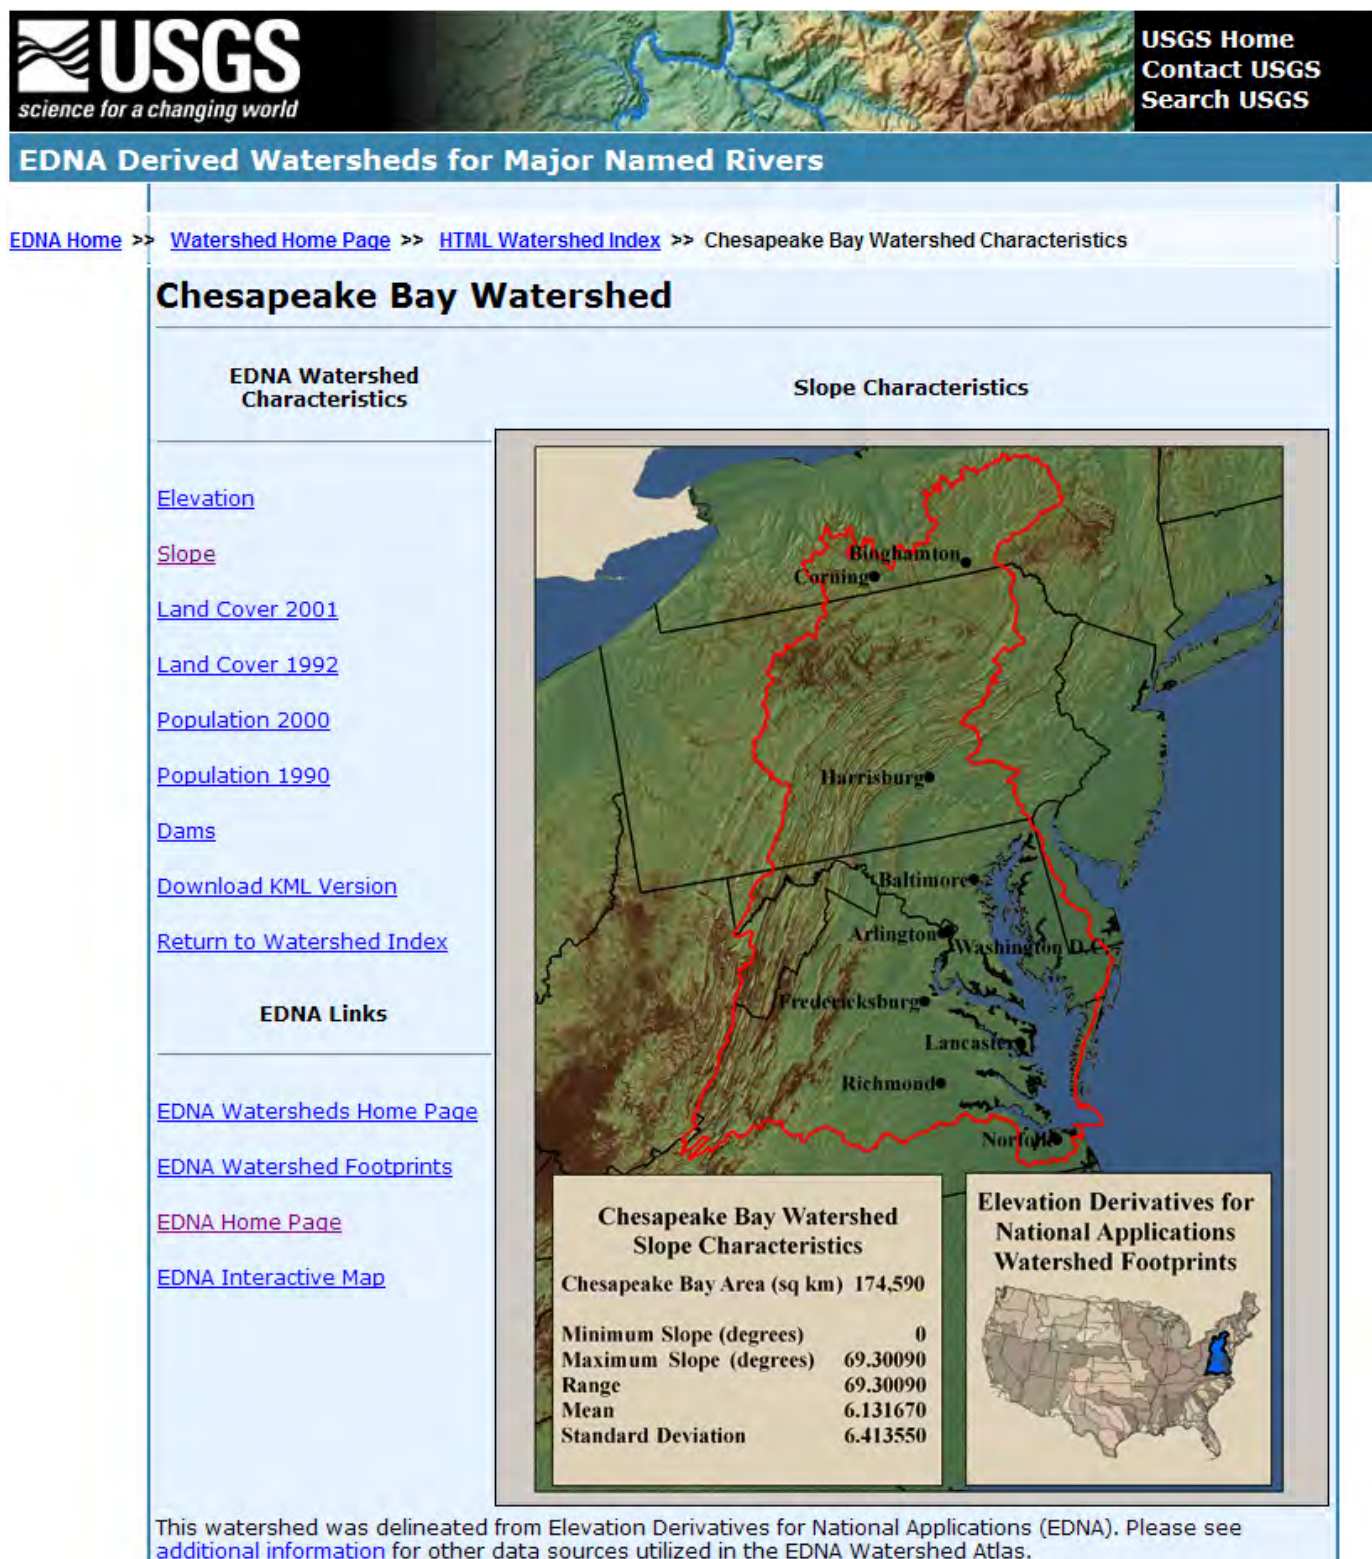 USGS
science for a changing world
USGS Home
Contact USGS
Search USGS
EDNA Derived Watersheds for Major Named Rivers
EDNA Home >> Watershed Home Page >> HTML Watershed Index >> Chesapeake Bay Watershed Characteristics
Chesapeake Bay Watershed
EDNA Watershed
Characteristics
Elevation
Slope
Land Cover 2001
Land Cover 1992
Population 2000
Population 1990
Dams
Download KML Version
Return to Watershed Index
EDNA Links
EDNA Watersheds Home Page
EDNA Watershed Footprints
EDNA Home Page
EDNA Interactive Map
Slope Characteristics
Binghamton
Corning
Harrisburg
Baltimore
Arlington
Washington D.C.
Fredericksburg
Lancaster
Richmond
Norfolk
Chesapeake Bay Watershed
Slope Characteristics
Chesapeake Bay Area (sq km) 174,590
Minimum Slope (degrees) 0
Maximum Slope (degrees) 69.30090
Range 69.30090
Mean 6.131670
Standard Deviation 6.413550
Elevation Derivatives for
National Applications
Watershed Footprints
This watershed was delineated from Elevation Derivatives for National Applications (EDNA). Please see
additional information for other data sources utilized in the EDNA Watershed Atlas.